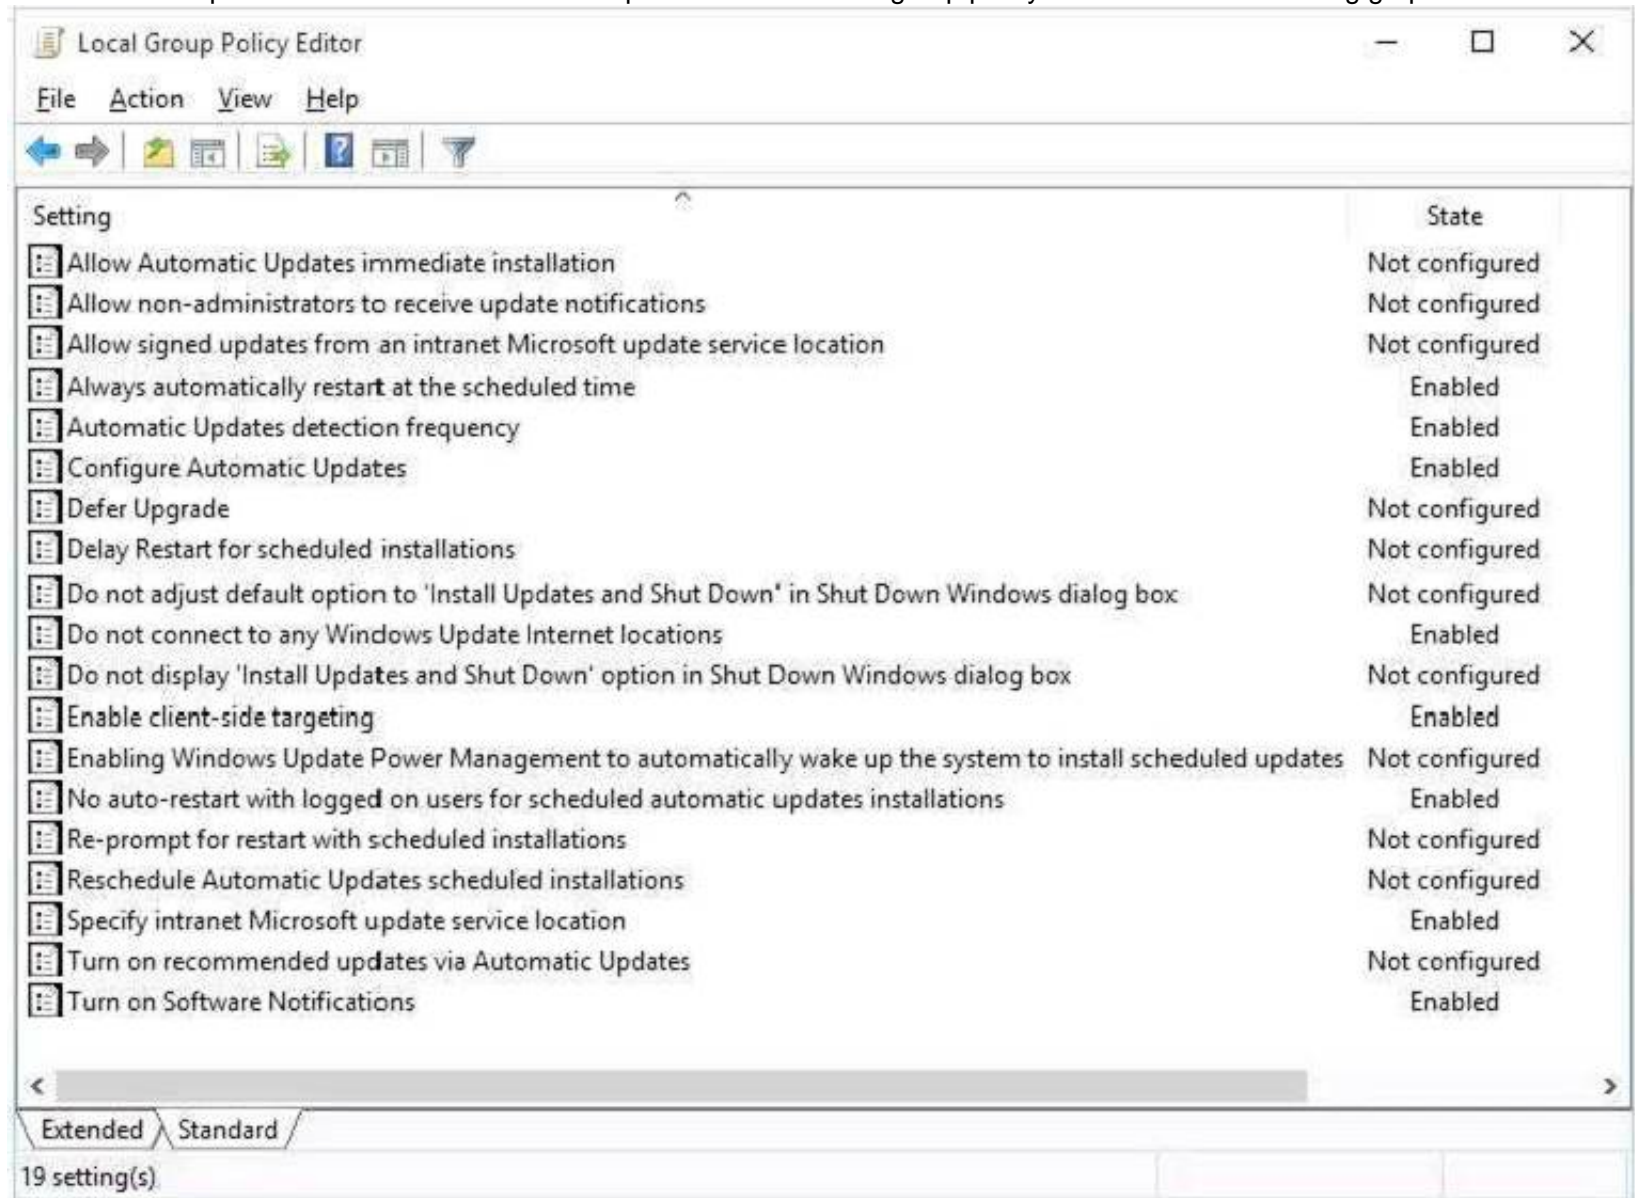 Local Group Policy Editor
File Action View Help
Setting State
Allow Automatic Updates immediate installation Not configured
Allow non-administrators to receive update notifications Not configured
Allow signed updates from an intranet Microsoft update service location Not configured
Always automatically restart at the scheduled time Enabled
Automatic Updates detection frequency Enabled
Configure Automatic Updates Enabled
Defer Upgrade Not configured
Delay Restart for scheduled installations Not configured
Do not adjust default option to 'Install Updates and Shut Down' in Shut Down Windows dialog box Not configured
Do not connect to any Windows Update Internet locations Enabled
Do not display 'Install Updates and Shut Down' option in Shut Down Windows dialog box Not configured
Enable client-side targeting Enabled
Enabling Windows Update Power Management to automatically wake up the system to install scheduled updates Not configured
No auto-restart with logged on users for scheduled automatic updates installations Enabled
Re-prompt for restart with scheduled installations Not configured
Reschedule Automatic Updates scheduled installations Not configured
Specify intranet Microsoft update service location Enabled
Turn on recommended updates via Automatic Updates Not configured
Turn on Software Notifications Enabled
Extended Standard
19 setting(s)